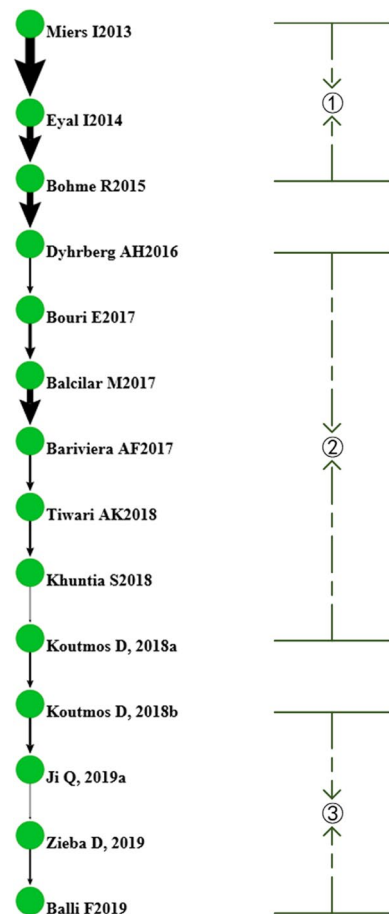 Miers I2013
①
Eyal I2014
Bohme R2015
Dyhrberg AH2016
Bouri E2017
Balcilar M2017
②
Bariviera AF2017
Tiwari AK2018
Khuntia S2018
Koutmos D, 2018a
Koutmos D, 2018b
Ji Q, 2019a
③
Zieba D, 2019
Balli F2019